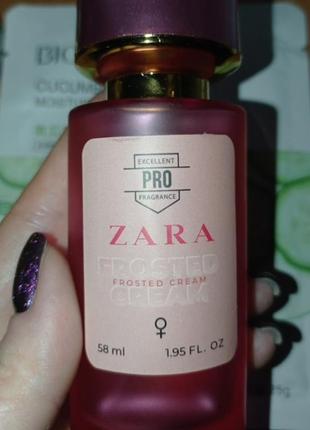 EXCELLENT
PRO
FRAGRANCE
ZARA
FROSTED
FROSTED CREAM
CREAM
♀
58 ml 1.95 FL. OZ